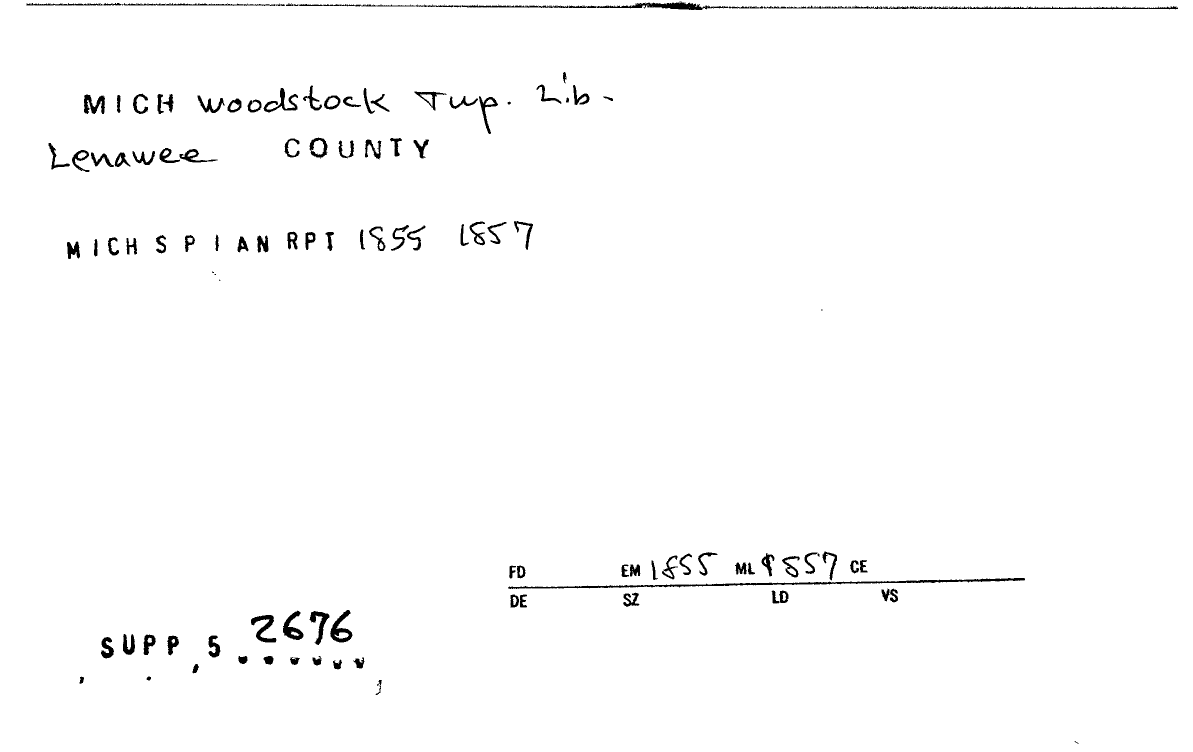 MICH Woodstock Twp. Lib.
Lenawee COUNTY
MICH S P I AN RPT 1855 1857
FD EM 1855 ML 1857 CE
DE SZ LD VS
SUPP, 5 2676